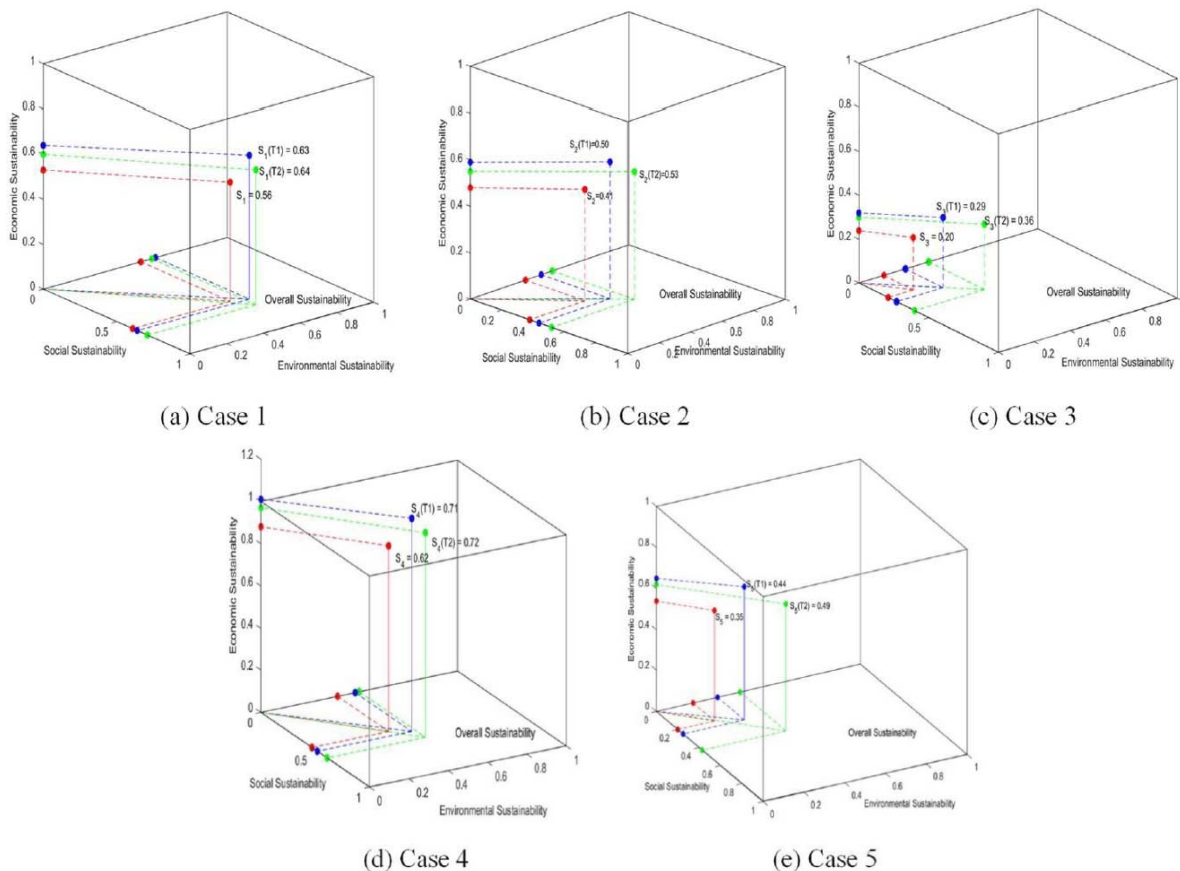 1
0.8
0.6
0.4
0.2
0
Economic Sustainability
S1(T1) = 0.63
S1(T2) = 0.64
S1 = 0.56
Overall Sustainability
0
0.5
1
Social Sustainability
0
0.2
0.4
0.6
0.8
1
Environmental Sustainability
(a) Case 1
1
0.8
0.6
0.4
0.2
0
Economic Sustainability
S2(T1)=0.50
S2(T2)=0.53
S2=0.41
Overall Sustainability
0.2
0.4
0.6
0.8
1
Social Sustainability
0
0.2
0.4
0.6
0.8
1
Environmental Sustainability
(b) Case 2
1
0.8
0.6
0.4
0.2
0
Economic Sustainability
S3(T1) = 0.29
S3(T2) = 0.36
S3 = 0.20
Overall Sustainability
0
0.5
1
Social Sustainability
0
0.2
0.4
0.6
0.8
Environmental Sustainability
(c) Case 3
1.2
1
0.8
0.6
0.4
0.2
0
Economic Sustainability
S4(T1) = 0.71
S4(T2) = 0.72
S4 = 0.62
Overall Sustainability
0
0.5
1
Social Sustainability
0
0.2
0.4
0.6
0.8
1
Environmental Sustainability
(d) Case 4
1
0.8
0.6
0.4
0.2
0
Economic Sustainability
S5(T1) = 0.44
S5(T2) = 0.49
S5 = 0.35
Overall Sustainability
0
0.2
0.4
0.6
0.8
1
Social Sustainability
0
0.2
0.4
0.6
0.8
1
Environmental Sustainability
(e) Case 5